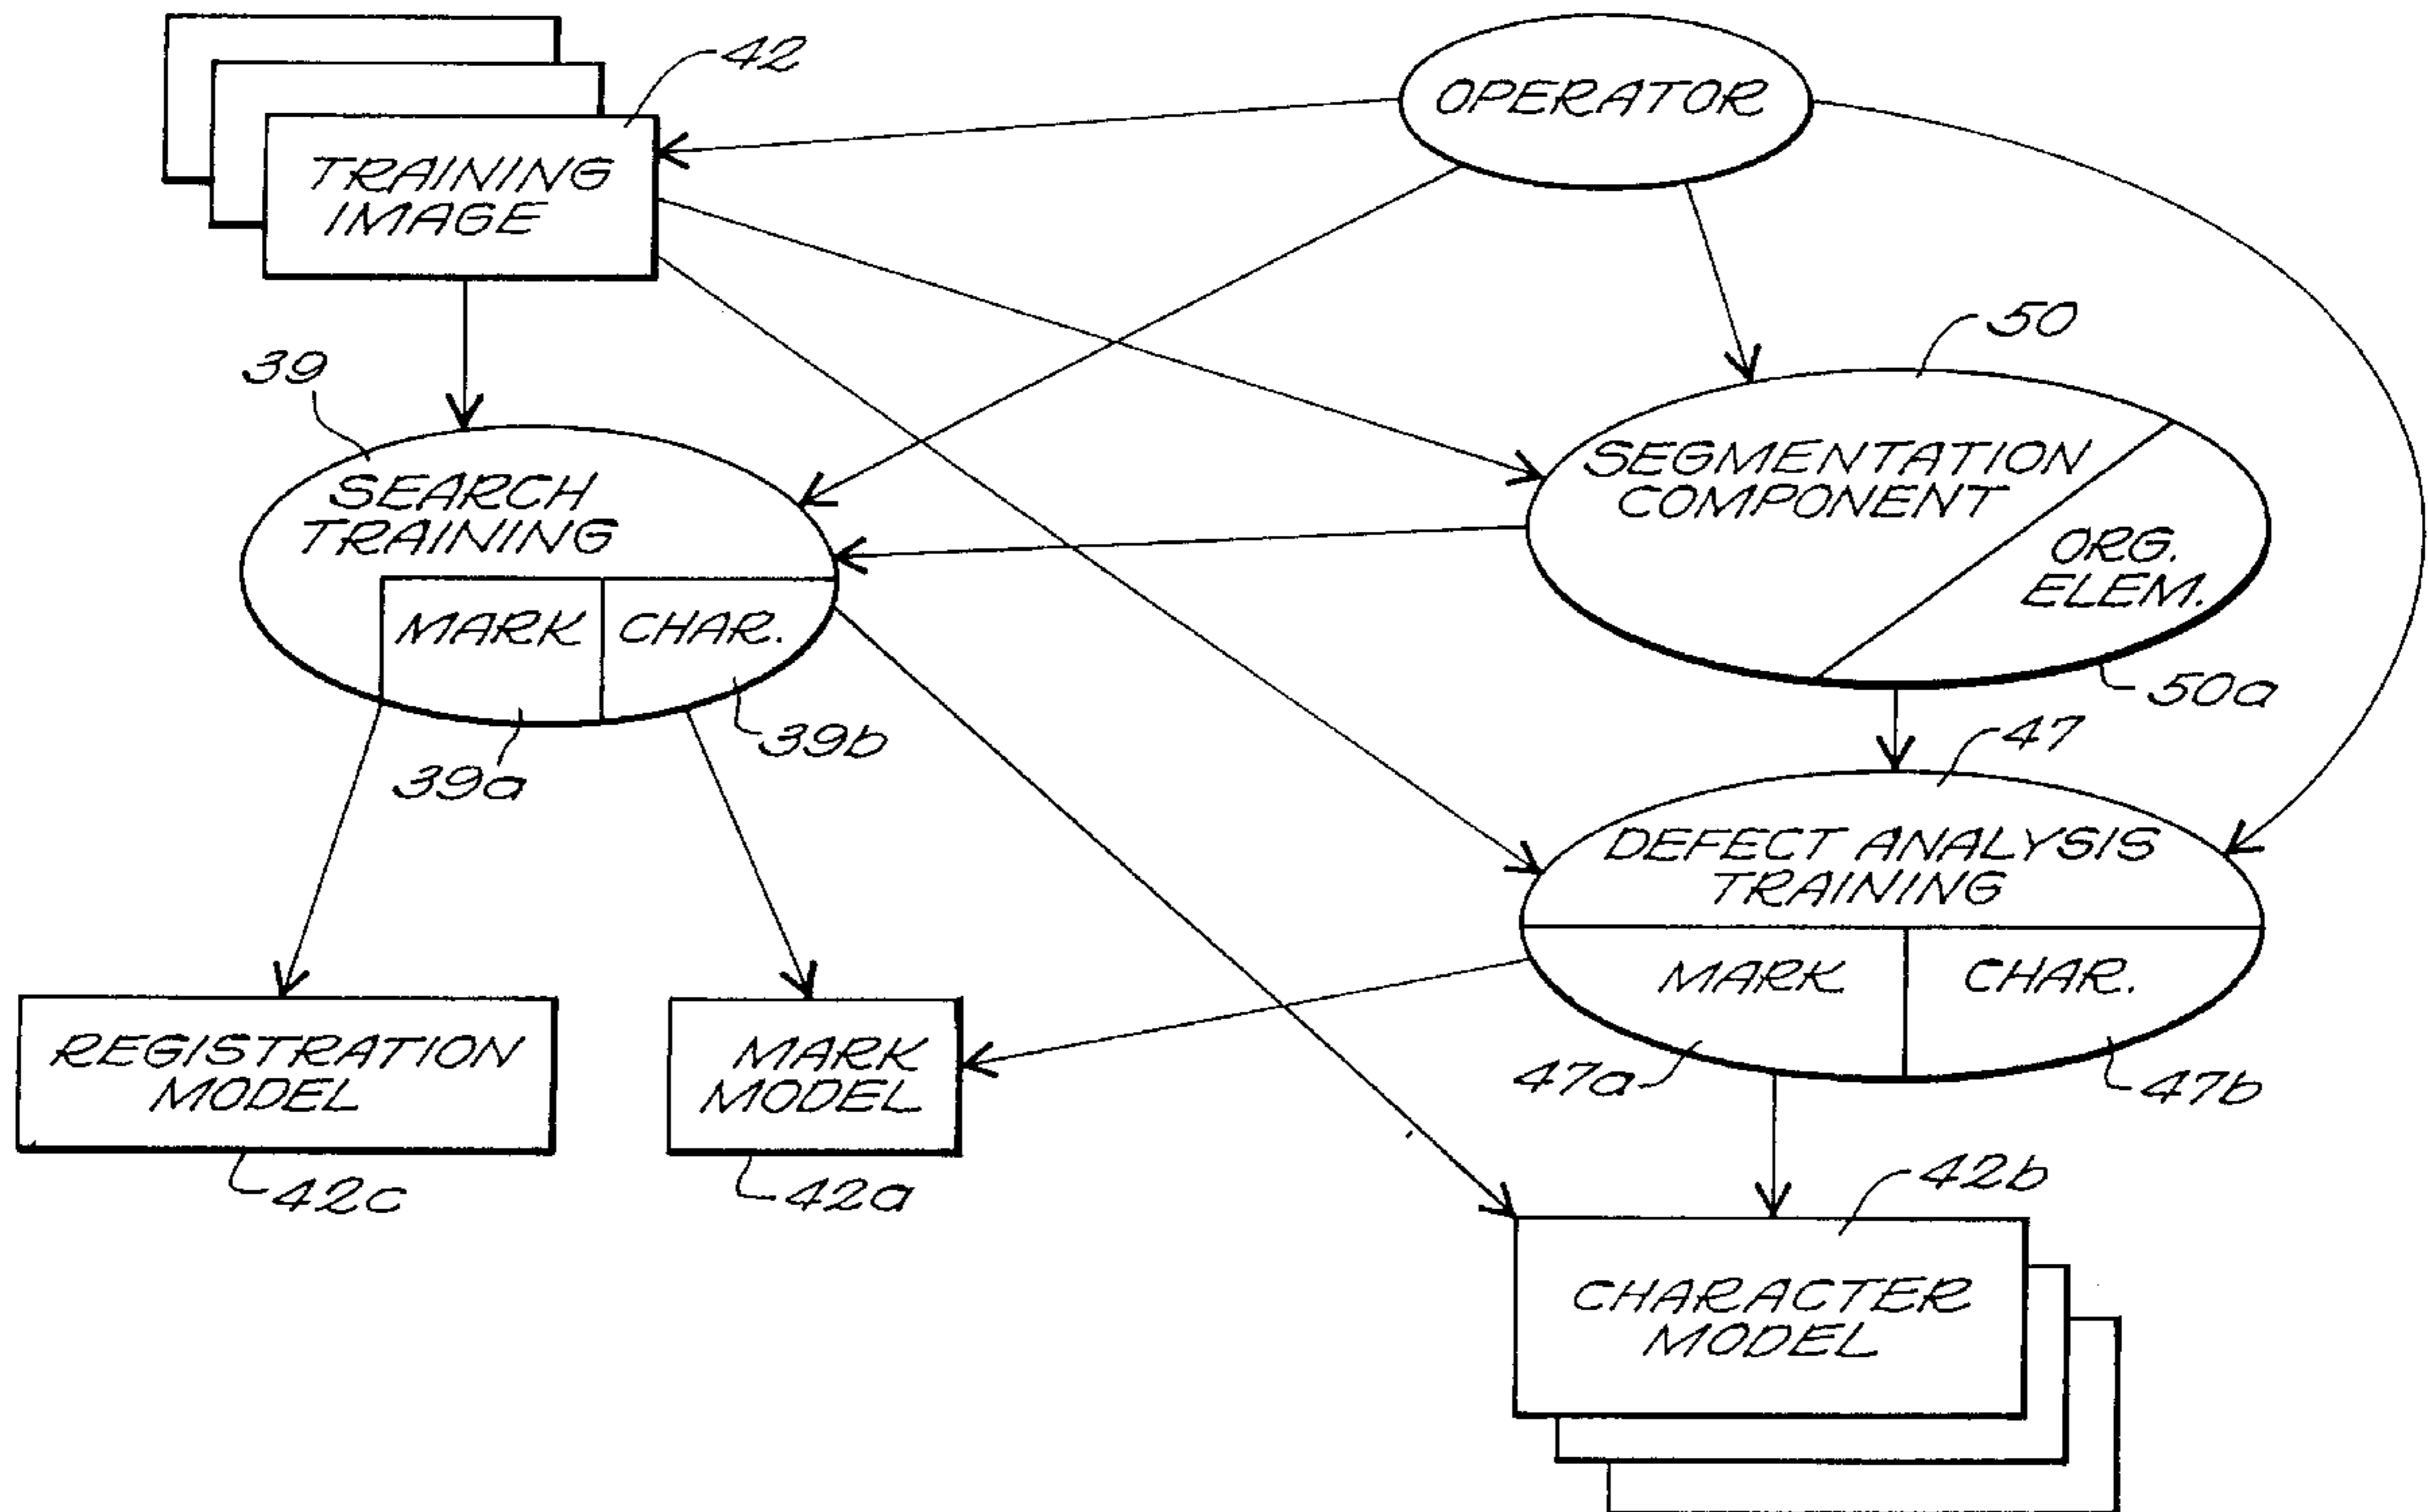 42
OPERATOR
TRAINING
IMAGE
50
39
SEGMENTATION
COMPONENT
SEARCH
TRAINING
ORG.
ELEM.
MARK
CHAR.
50a
39b
47
39a
DEFECT ANALYSIS
TRAINING
MARK
CHAR.
REGISTRATION
MODEL
MARK
MODEL
47a
47b
42c
42a
42b
CHARACTER
MODEL